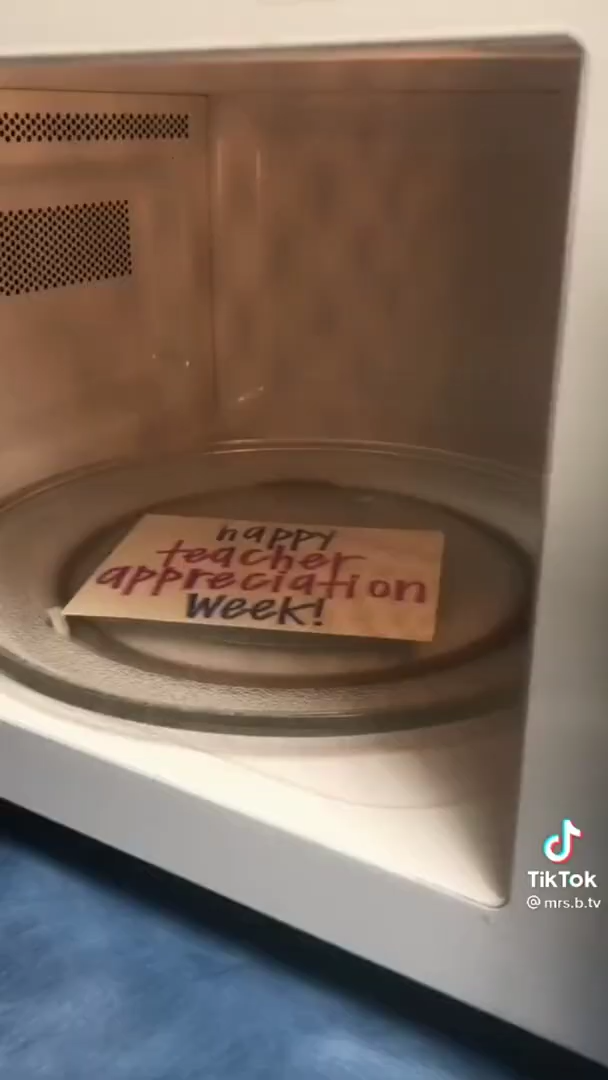 happy
teacher
appreciation
week!
TikTok
@mrs.b.tv